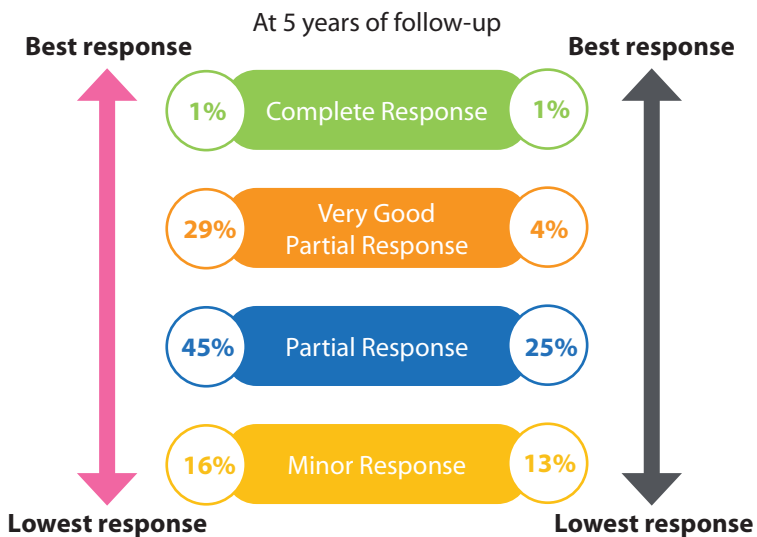 At 5 years of follow-up
Best response
Best response
1%
Complete Response
1%
29%
Very Good
Partial Response
4%
45%
Partial Response
25%
16%
Minor Response
13%
Lowest response
Lowest response